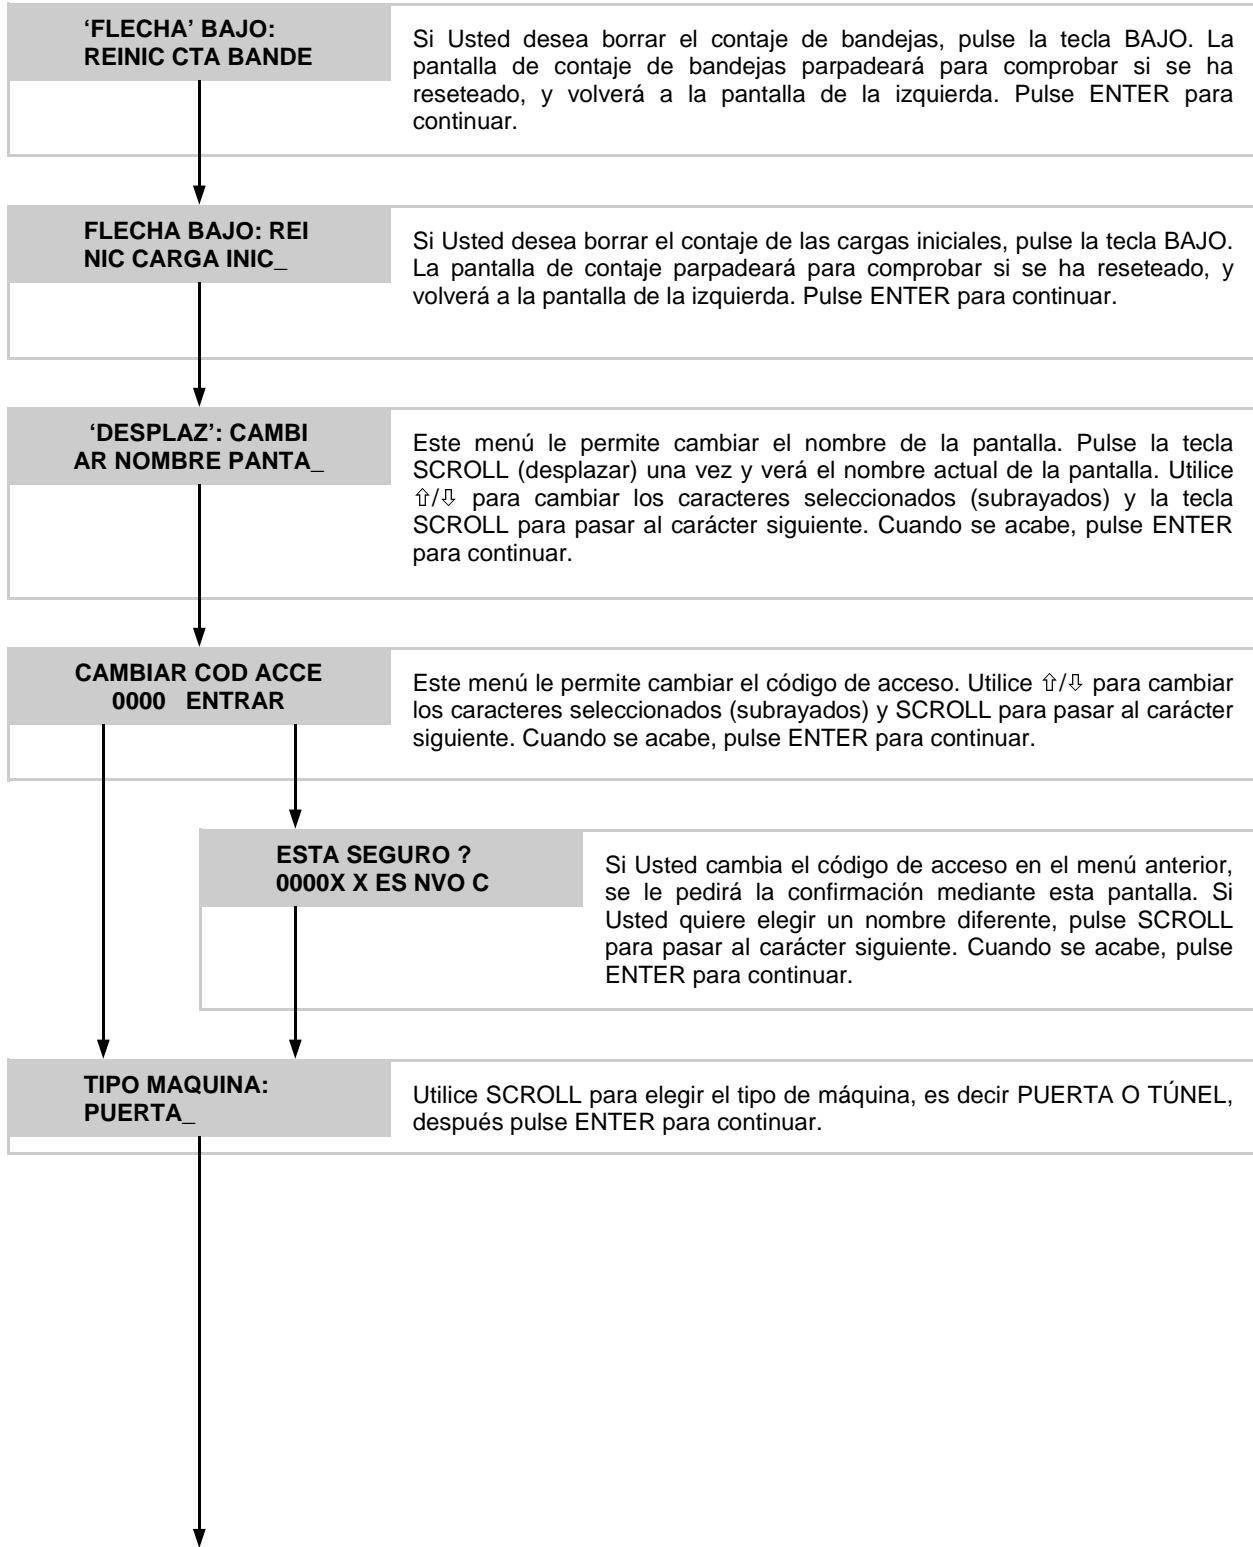 ‘FLECHA’ BAJO:
REINIC CTA BANDE
Si Usted desea borrar el contaje de bandejas, pulse la tecla BAJO. La
pantalla de contaje de bandejas parpadeará para comprobar si se ha
reseteado, y volverá a la pantalla de la izquierda. Pulse ENTER para
continuar.
FLECHA BAJO: REI
NIC CARGA INIC_
Si Usted desea borrar el contaje de las cargas iniciales, pulse la tecla BAJO.
La pantalla de contaje parpadeará para comprobar si se ha reseteado, y
volverá a la pantalla de la izquierda. Pulse ENTER para continuar.
‘DESPLAZ’: CAMBI
AR NOMBRE PANTA_
Este menú le permite cambiar el nombre de la pantalla. Pulse la tecla
SCROLL (desplazar) una vez y verá el nombre actual de la pantalla. Utilice
⇧/⇩ para cambiar los caracteres seleccionados (subrayados) y la tecla
SCROLL para pasar al carácter siguiente. Cuando se acabe, pulse ENTER
para continuar.
CAMBIAR COD ACCE
0000 ENTRAR
Este menú le permite cambiar el código de acceso. Utilice ⇧/⇩ para cambiar
los caracteres seleccionados (subrayados) y SCROLL para pasar al carácter
siguiente. Cuando se acabe, pulse ENTER para continuar.
ESTA SEGURO ?
0000X X ES NVO C
Si Usted cambia el código de acceso en el menú anterior,
se le pedirá la confirmación mediante esta pantalla. Si
Usted quiere elegir un nombre diferente, pulse SCROLL
para pasar al carácter siguiente. Cuando se acabe, pulse
ENTER para continuar.
TIPO MAQUINA:
PUERTA_
Utilice SCROLL para elegir el tipo de máquina, es decir PUERTA O TÚNEL,
después pulse ENTER para continuar.